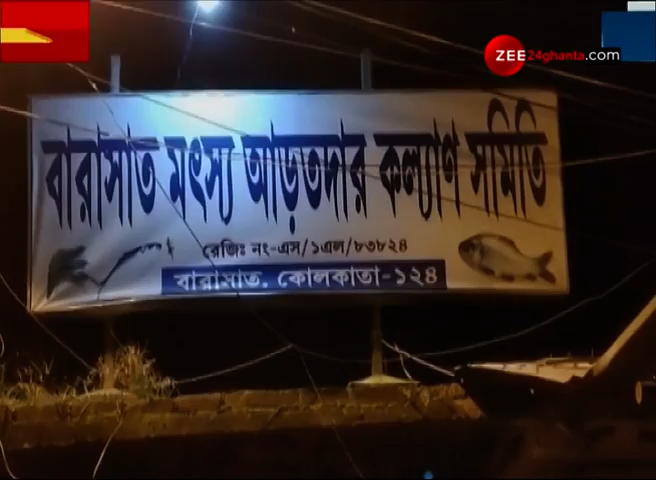 ZEE24ghanta.com
বারাসাত মৎস্য আড়তদার কল্যাণ সমিতি
রেজিঃ নং-এস/১এল/৮৩৮২৪
বারাসাত. কোলকাতা-১২৪